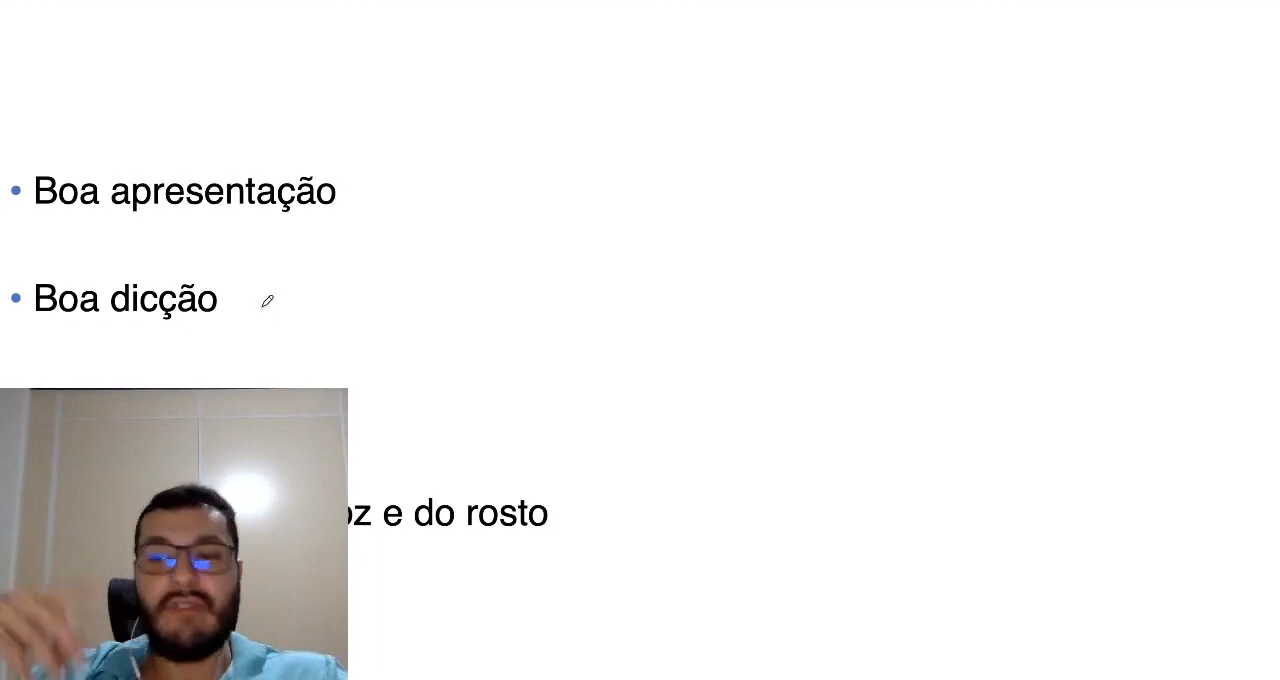 • Boa apresentação
• Boa dicção
e do rosto